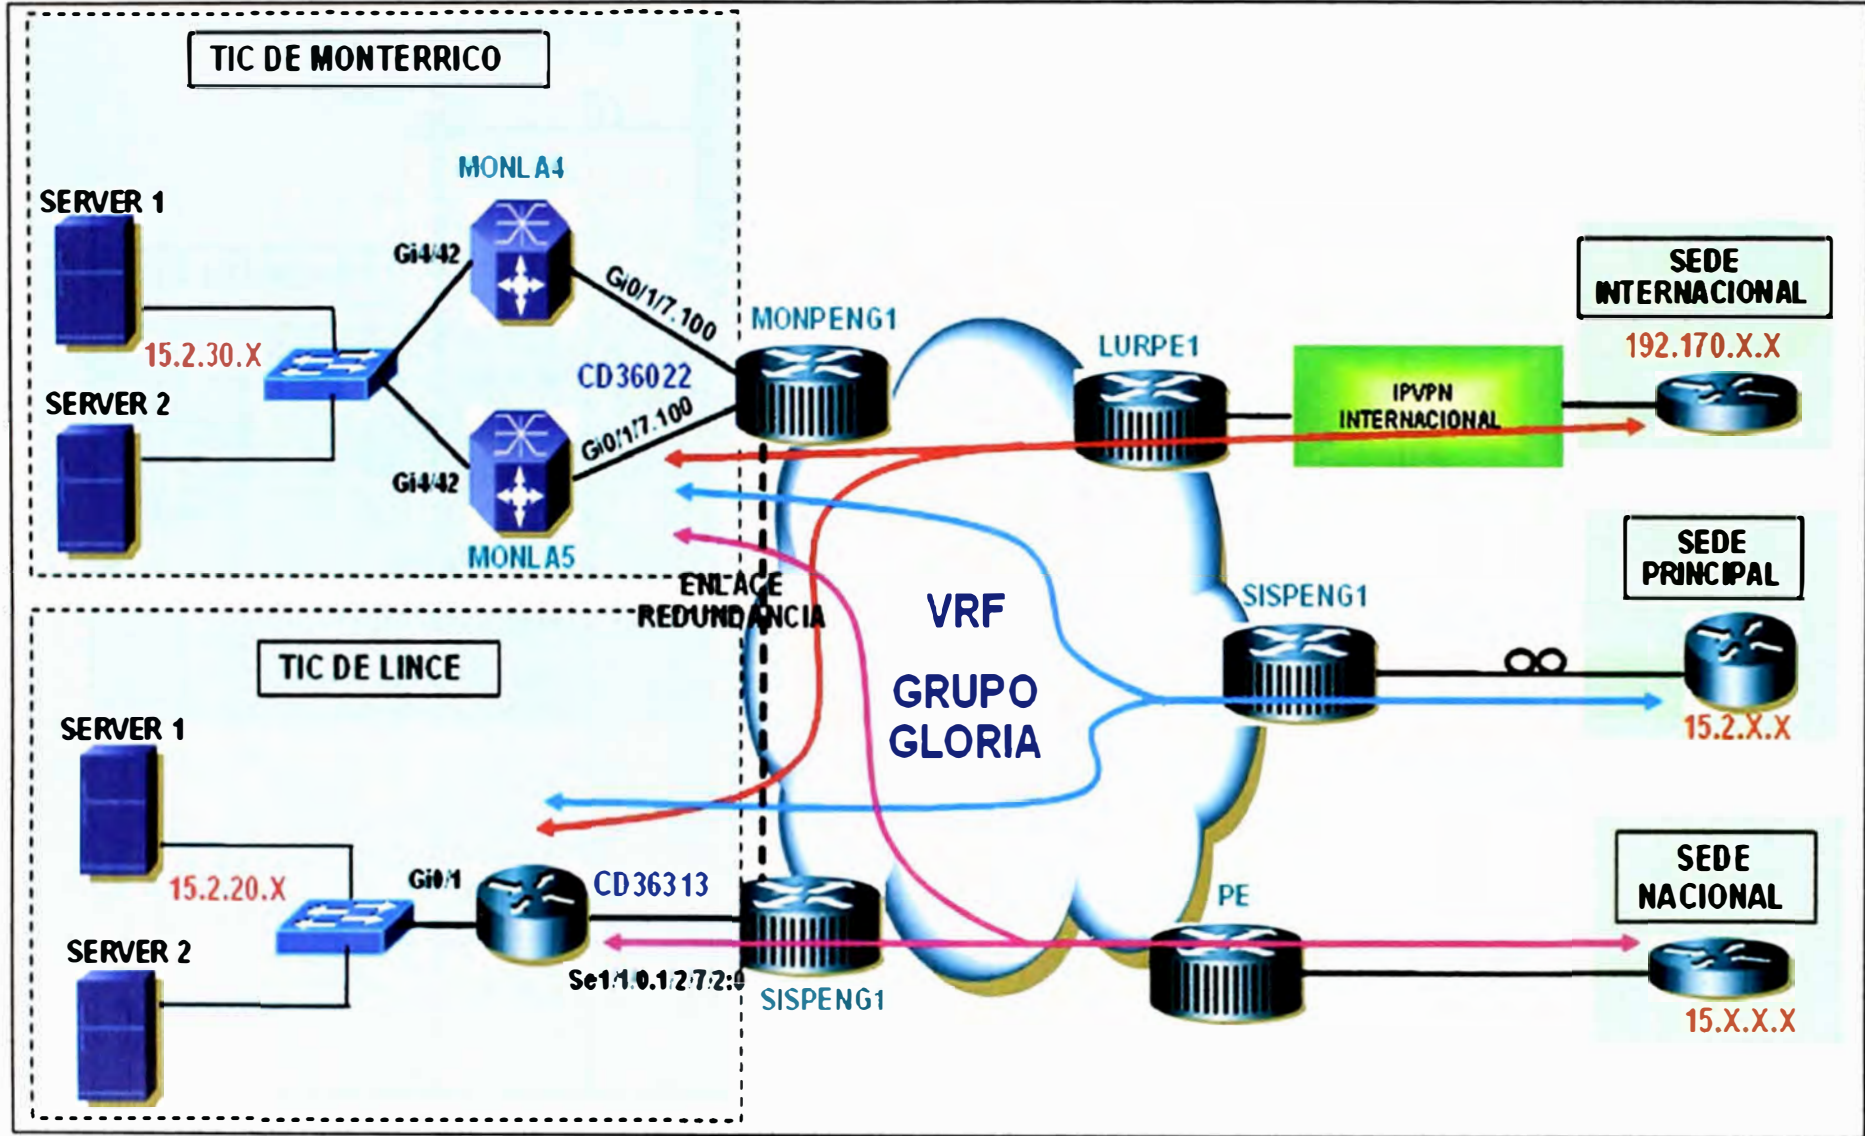 TIC DE MONTERRICO
MONLA4
SERVER 1
Gi4/42
Gi0/1/7.100
15.2.30.X
CD36022
MONPENG1
SERVER 2
Gi0/1/7.100
Gi4/42
MONLA5
LURPE1
IPVPN
INTERNACIONAL
SEDE
INTERNACIONAL
192.170.X.X
ENLACE
REDUNDANCIA
VRF
GRUPO
GLORIA
SISPENG1
SEDE
PRINCIPAL
15.2.X.X
TIC DE LINCE
SERVER 1
15.2.20.X
Gi0/1
CD36313
SERVER 2
SISPENG1
PE
SEDE
NACIONAL
15.X.X.X